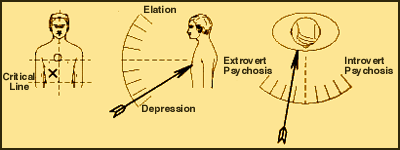 Elation
Critical
Line
Depression
Extrovert
Psychosis
Introvert
Psychosis